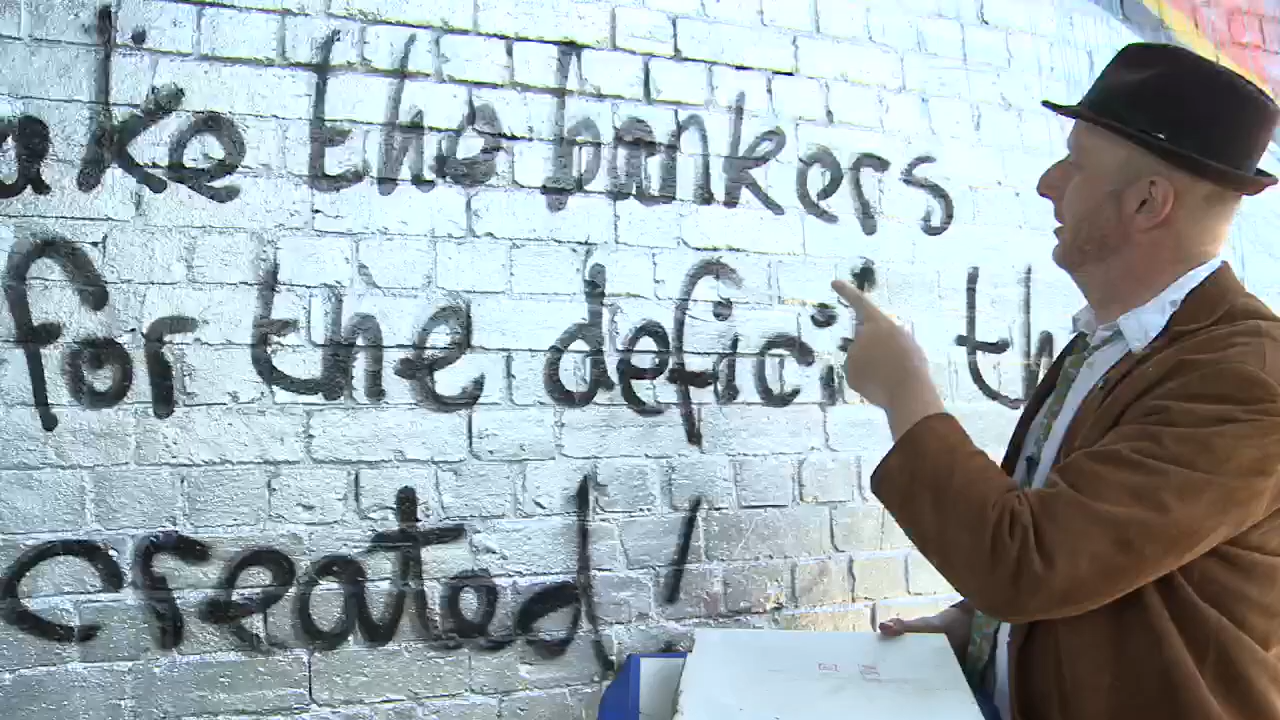 ake the bankers
for the deficit th
created!